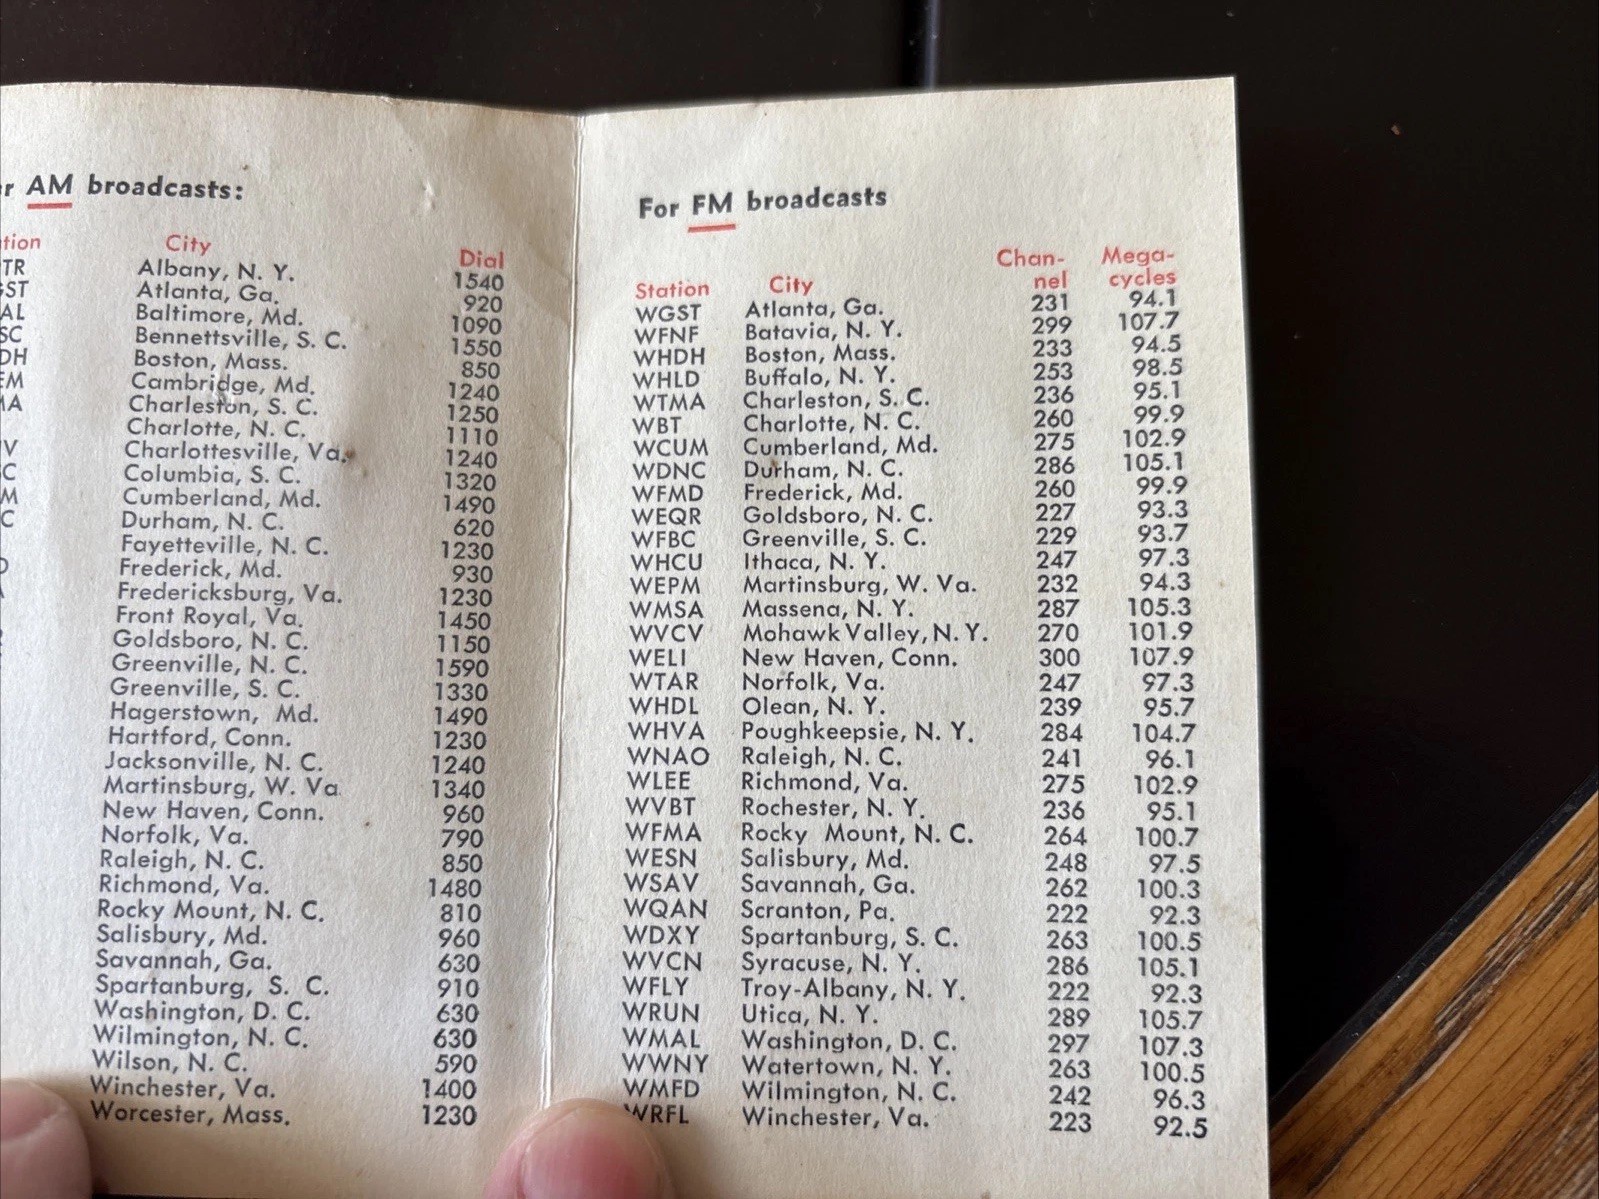 r AM broadcasts:
tion City Dial
TR Albany, N. Y. 1540
ST Atlanta, Ga. 920
AL Baltimore, Md. 1090
SC Bennettsville, S. C. 1550
DH Boston, Mass. 850
EM Cambridge, Md. 1240
MA Charleston, S. C. 1250
Charlotte, N. C. 1110
V Charlottesville, Va. 1240
C Columbia, S. C. 1320
M Cumberland, Md. 1490
C Durham, N. C. 620
Fayetteville, N. C. 1230
Frederick, Md. 930
Fredericksburg, Va. 1230
Front Royal, Va. 1450
Goldsboro, N. C. 1150
Greenville, N. C. 1590
Greenville, S. C. 1330
Hagerstown, Md. 1490
Hartford, Conn. 1230
Jacksonville, N. C. 1240
Martinsburg, W. Va 1340
New Haven, Conn. 960
Norfolk, Va. 790
Raleigh, N. C. 850
Richmond, Va. 1480
Rocky Mount, N. C. 810
Salisbury, Md. 960
Savannah, Ga. 630
Spartanburg, S. C. 910
Washington, D. C. 630
Wilmington, N. C. 630
Wilson, N. C. 590
Winchester, Va. 1400
Worcester, Mass. 1230
For FM broadcasts
Chan- Mega-
Station City nel cycles
WGST Atlanta, Ga. 231 94.1
WFNF Batavia, N. Y. 299 107.7
WHDH Boston, Mass. 233 94.5
WHLD Buffalo, N. Y. 253 98.5
WTMA Charleston, S. C. 236 95.1
WBT Charlotte, N. C. 260 99.9
WCUM Cumberland, Md. 275 102.9
WDNC Durham, N. C. 286 105.1
WFMD Frederick, Md. 260 99.9
WEQR Goldsboro, N. C. 227 93.3
WFBC Greenville, S. C. 229 93.7
WHCU Ithaca, N. Y. 247 97.3
WEPM Martinsburg, W. Va. 232 94.3
WMSA Massena, N. Y. 287 105.3
WVCV Mohawk Valley, N. Y. 270 101.9
WELI New Haven, Conn. 300 107.9
WTAR Norfolk, Va. 247 97.3
WHDL Olean, N. Y. 239 95.7
WHVA Poughkeepsie, N. Y. 284 104.7
WNAO Raleigh, N. C. 241 96.1
WLEE Richmond, Va. 275 102.9
WVBT Rochester, N. Y. 236 95.1
WFMA Rocky Mount, N. C. 264 100.7
WESN Salisbury, Md. 248 97.5
WSAV Savannah, Ga. 262 100.3
WQAN Scranton, Pa. 222 92.3
WDXY Spartanburg, S. C. 263 100.5
WVCN Syracuse, N. Y. 286 105.1
WFLY Troy-Albany, N. Y. 222 92.3
WRUN Utica, N. Y. 289 105.7
WMAL Washington, D. C. 297 107.3
WWNY Watertown, N. Y. 263 100.5
WMFD Wilmington, N. C. 242 96.3
WRFL Winchester, Va. 223 92.5